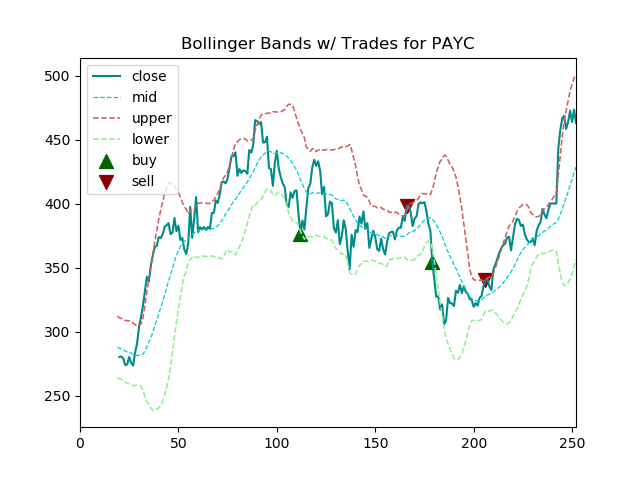 Bollinger Bands w/ Trades for PAYC
500
450
400
350
300
250
close
mid
upper
lower
buy
sell
0 50 100 150 200 250